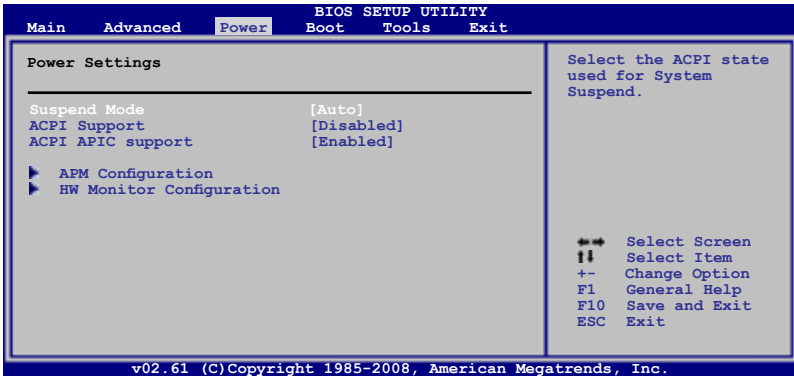 BIOS SETUP UTILITY
Main Advanced Power Boot Tools Exit
Power Settings
Suspend Mode [Auto]
ACPI Support [Disabled]
ACPI APIC support [Enabled]
APM Configuration
HW Monitor Configuration
Select the ACPI state
used for System
Suspend.
Select Screen
Select Item
+- Change Option
F1 General Help
F10 Save and Exit
ESC Exit
v02.61 (C)Copyright 1985-2008, American Megatrends, Inc.